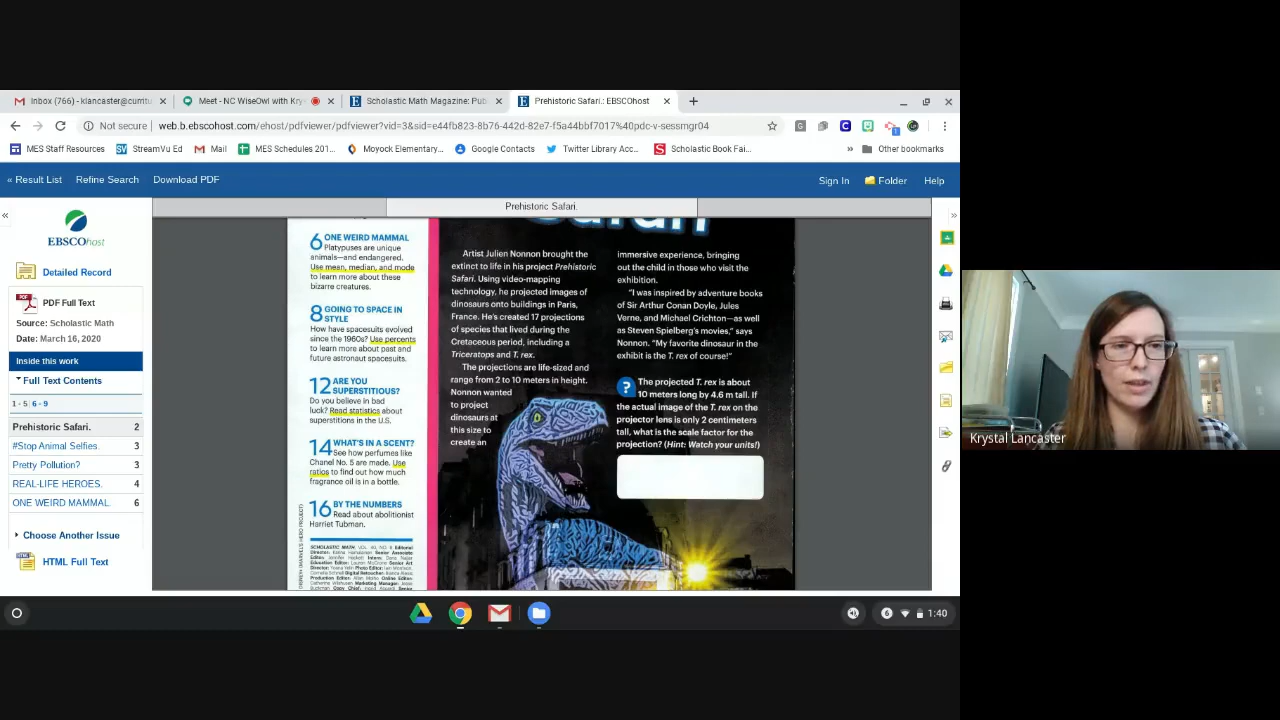 Inbox (766) - klancaster@curritu
Meet - NC WiseOwl with Krys
Scholastic Math Magazine: Pub
Prehistoric Safari.: EBSCOhost
Not secure | web.b.ebscohost.com/ehost/pdfviewer/pdfviewer?vid=3&sid=e44fb823-8b76-442d-82e7-f5a44bbf7017%40pdc-v-sessmgr04
MES Staff Resources
StreamVu Ed
Mail
MES Schedules 201...
Moyock Elementary...
Google Contacts
Twitter Library Acc...
Scholastic Book Fai...
Other bookmarks
« Result List
Refine Search
Download PDF
Sign In
Folder
Help
Prehistoric Safari.
EBSCOhost
Detailed Record
PDF Full Text
Source: Scholastic Math
Date: March 16, 2020
Inside this work
Full Text Contents
1 - 5 | 6 - 9
Prehistoric Safari. 2
#Stop Animal Selfies. 3
Pretty Pollution? 3
REAL-LIFE HEROES. 4
ONE WEIRD MAMMAL. 6
Choose Another Issue
HTML Full Text
6 ONE WEIRD MAMMAL
Platypuses are unique
animals—and endangered.
Use mean, median, and mode
to learn more about these
bizarre creatures.
8 GOING TO SPACE IN
STYLE
How have spacesuits evolved
since the 1960s? Use percents
to learn more about past and
future astronaut spacesuits.
12 ARE YOU
SUPERSTITIOUS?
Do you believe in bad
luck? Read statistics about
superstitions in the U.S.
14 WHAT'S IN A SCENT?
See how perfumes like
Chanel No. 5 are made. Use
ratios to find out how much
fragrance oil is in a bottle.
16 BY THE NUMBERS
Read about abolitionist
Harriet Tubman.
Safari
Artist Julien Nonnon brought the
extinct to life in his project Prehistoric
Safari. Using video-mapping
technology, he projected images of
dinosaurs onto buildings in Paris,
France. He's created 17 projections
of species that lived during the
Cretaceous period, including a
Triceratops and T. rex.
The projections are life-sized and
range from 2 to 10 meters in height.
Nonnon wanted
to project
dinosaurs at
this size to
create an
immersive experience, bringing
out the child in those who visit the
exhibition.
"I was inspired by adventure books
of Sir Arthur Conan Doyle, Jules
Verne, and Michael Crichton—as well
as Steven Spielberg's movies," says
Nonnon. "My favorite dinosaur in the
exhibit is the T. rex of course!"
? The projected T. rex is about
10 meters long by 4.6 m tall. If
the actual image of the T. rex on the
projector lens is only 2 centimeters
tall, what is the scale factor for the
projection? (Hint: Watch your units!)
6
1:40
Krystal Lancaster